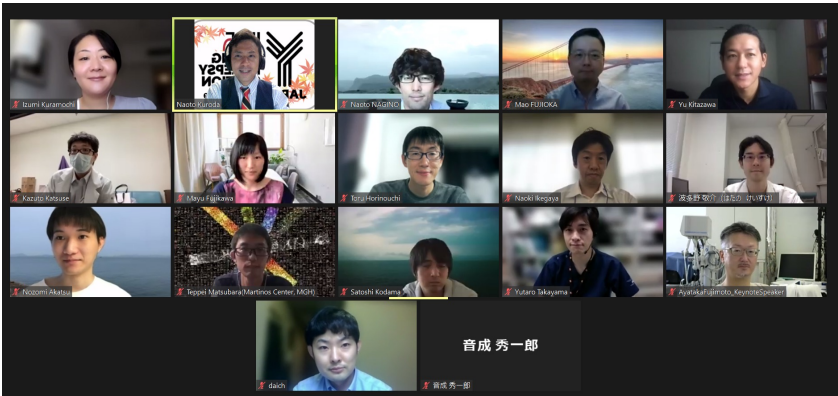 Izumi Kuramochi
Naoto Kuroda
Naoto NAGINO
Mao FUJIOKA
Yu Kitazawa
Kazuto Katsuse
Mayu Fujikawa
Toru Horinouchi
Naoki Ikegaya
波多野 敬介 (はたの けいすけ)
Nozomi Akatsu
Teppei Matsubara(Martinos Center, MGH)
Satoshi Kodama
Yutaro Takayama
AyatakaFujimoto_KeynoteSpeaker
音成 秀一郎
daich
音成 秀一郎